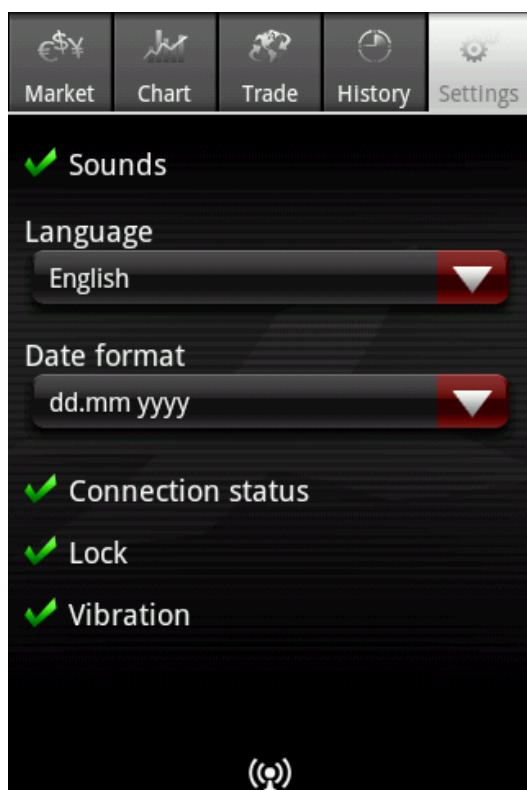 Market Chart Trade History Settings
Sounds
Language
English
Date format
dd.mm yyyy
Connection status
Lock
Vibration